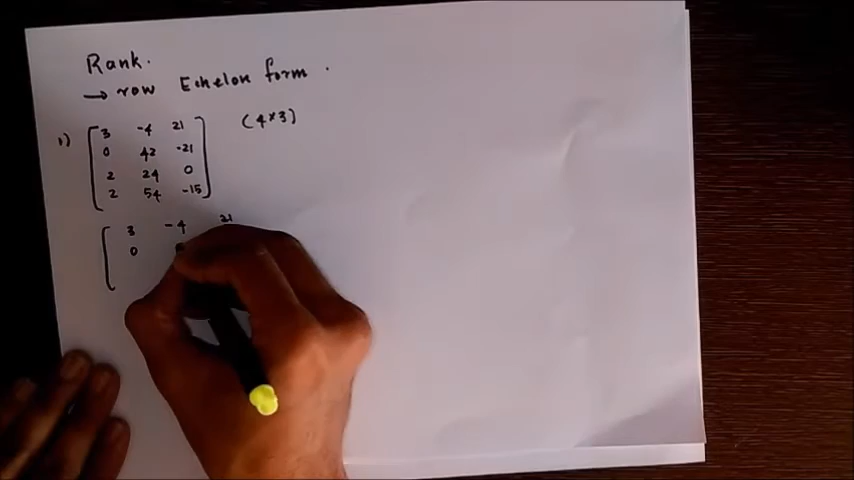 Rank.
→ row Echelon form.
1) [ 3 -4 21 ] (4×3)
0 42 -21
2 24 0
2 54 -15
[ 3 -4 21
0